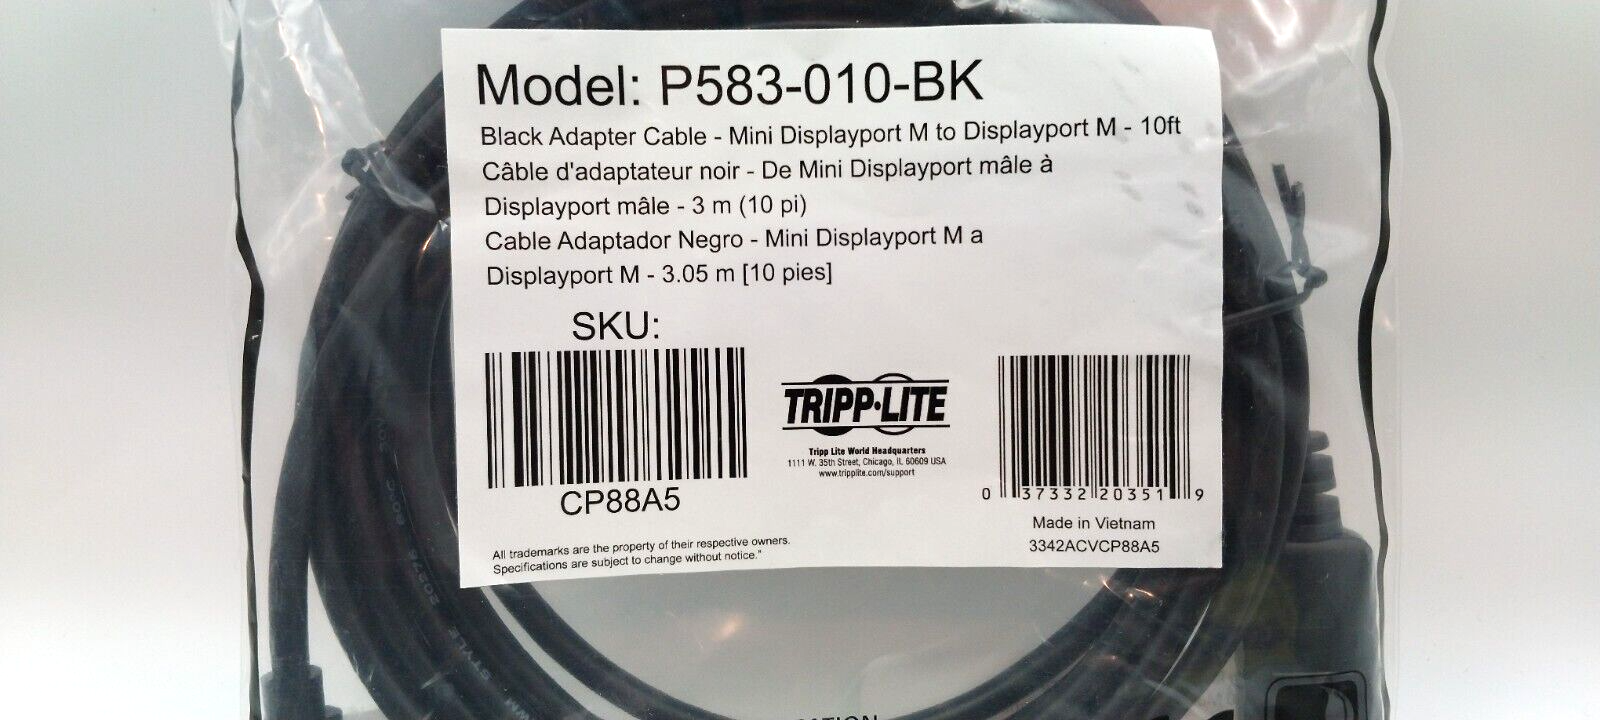 Model: P583-010-BK
Black Adapter Cable - Mini Displayport M to Displayport M - 10ft
Câble d'adaptateur noir - De Mini Displayport mâle à
Displayport mâle - 3 m (10 pi)
Cable Adaptador Negro - Mini Displayport M a
Displayport M - 3.05 m [10 pies]
SKU:
CP88A5
TRIPP·LITE
Tripp Lite World Headquarters
1111 W. 35th Street, Chicago, IL 60609 USA
www.tripplite.com/support
0 37332 20351 9
Made in Vietnam
3342ACVCP88A5
All trademarks are the property of their respective owners.
Specifications are subject to change without notice."
80°C
20276
STYLE